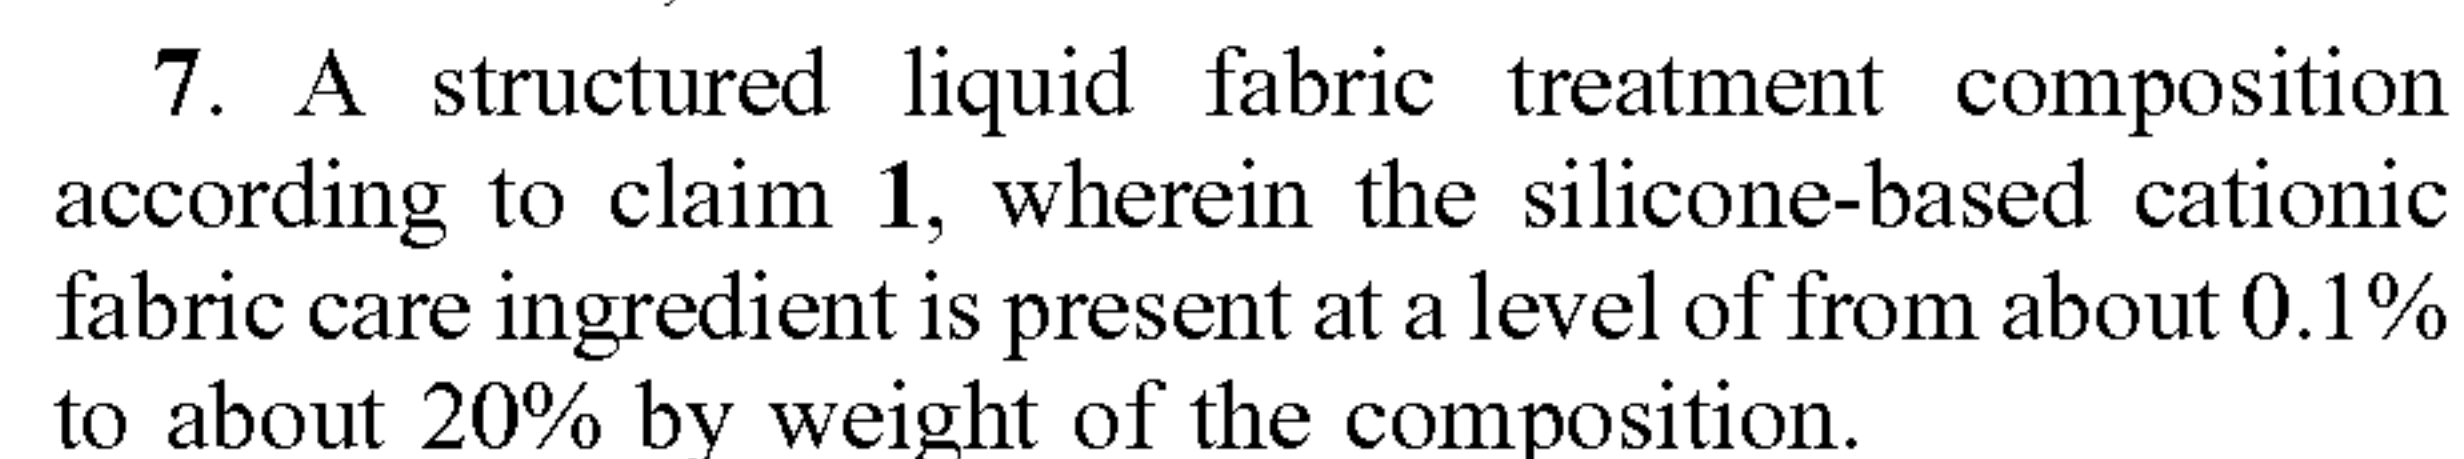 7. A structured liquid fabric treatment composition
according to claim 1, wherein the silicone-based cationic
fabric care ingredient is present at a level of from about 0.1%
to about 20% by weight of the composition.